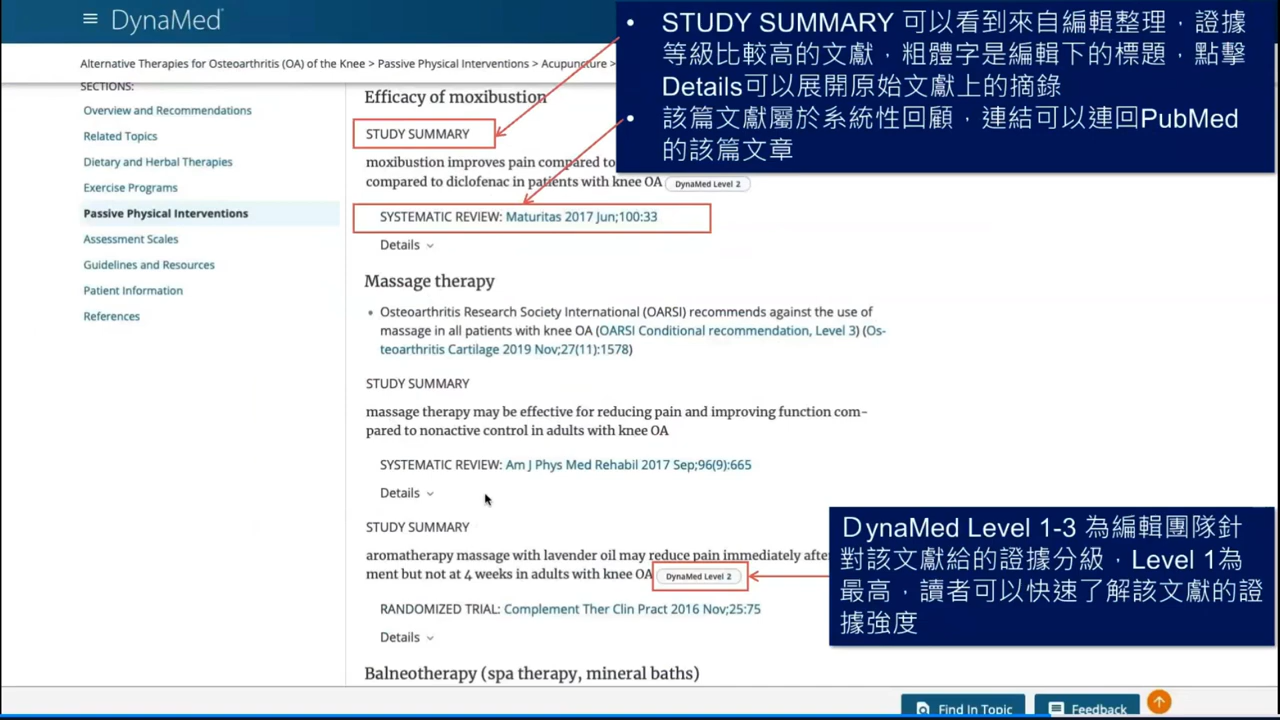 DynaMed
Alternative Therapies for Osteoarthritis (OA) of the Knee > Passive Physical Interventions > Acupuncture >
SECTIONS:
Overview and Recommendations
Related Topics
Dietary and Herbal Therapies
Exercise Programs
Passive Physical Interventions
Assessment Scales
Guidelines and Resources
Patient Information
References
Efficacy of moxibustion
STUDY SUMMARY
moxibustion improves pain compared to
compared to diclofenac in patients with knee OA DynaMed Level 2
SYSTEMATIC REVIEW: Maturitas 2017 Jun;100:33
Details
Massage therapy
• Osteoarthritis Research Society International (OARSI) recommends against the use of
massage in all patients with knee OA (OARSI Conditional recommendation, Level 3) (Os-
teoarthritis Cartilage 2019 Nov;27(11):1578)
STUDY SUMMARY
massage therapy may be effective for reducing pain and improving function com-
pared to nonactive control in adults with knee OA
SYSTEMATIC REVIEW: Am J Phys Med Rehabil 2017 Sep;96(9):665
Details
STUDY SUMMARY
aromatherapy massage with lavender oil may reduce pain immediately afte
ment but not at 4 weeks in adults with knee OA DynaMed Level 2
RANDOMIZED TRIAL: Complement Ther Clin Pract 2016 Nov;25:75
Details
Balneotherapy (spa therapy, mineral baths)
• STUDY SUMMARY 可以看到來自編輯整理，證據
等級比較高的文獻，粗體字是編輯下的標題，點擊
Details可以展開原始文獻上的摘錄
• 該篇文獻屬於系統性回顧，連結可以連回PubMed
的該篇文章
DynaMed Level 1-3 為編輯團隊針
對該文獻給的證據分級，Level 1為
最高，讀者可以快速了解該文獻的證
據強度
Find In Topic
Feedback